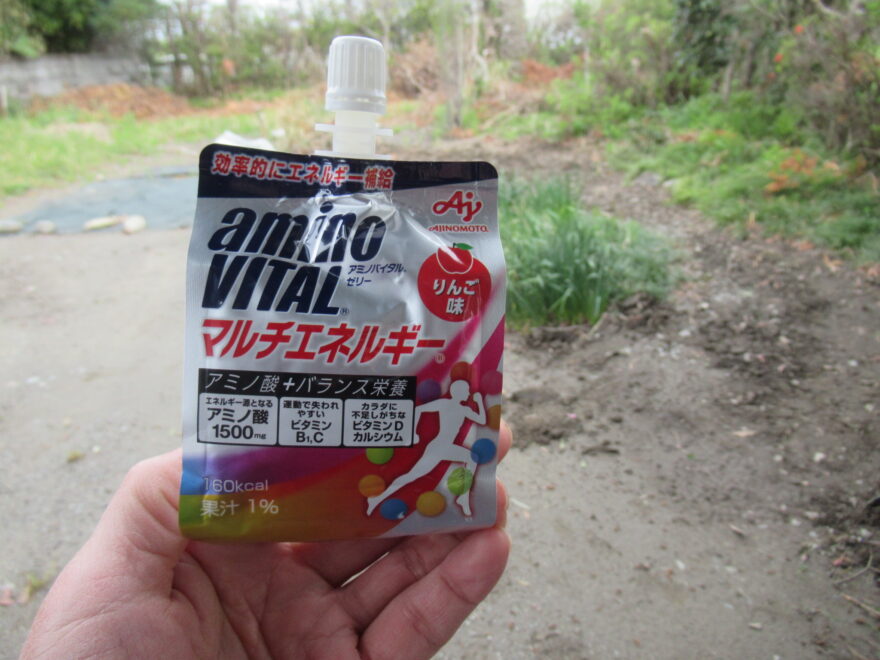 効率的にエネルギー補給
Aj
AJINOMOTO®
amino
VITAL®
アミノバイタル®
ゼリー
りんご
味
マルチエネルギー®
アミノ酸+バランス栄養
エネルギー源となる
アミノ酸
1500mg
運動で失われ
やすい
ビタミン
B1,C
カラダに
不足しがちな
ビタミンD
カルシウム
160kcal
果汁 1%